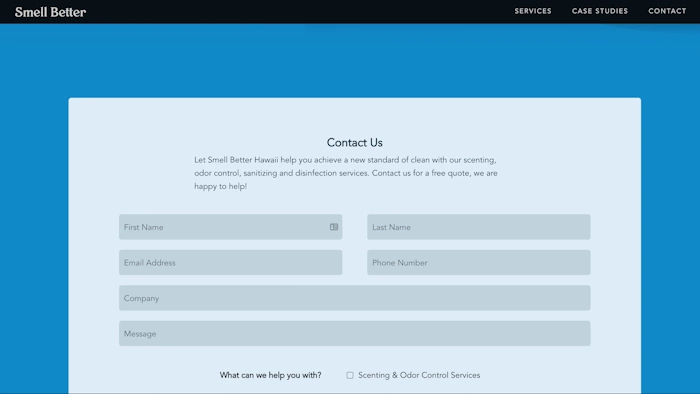 Smell Better
SERVICES CASE STUDIES CONTACT
Contact Us
Let Smell Better Hawaii help you achieve a new standard of clean with our scenting,
odor control, sanitizing and disinfection services. Contact us for a free quote, we are
happy to help!
First Name Last Name
Email Address Phone Number
Company
Message
What can we help you with? Scenting & Odor Control Services